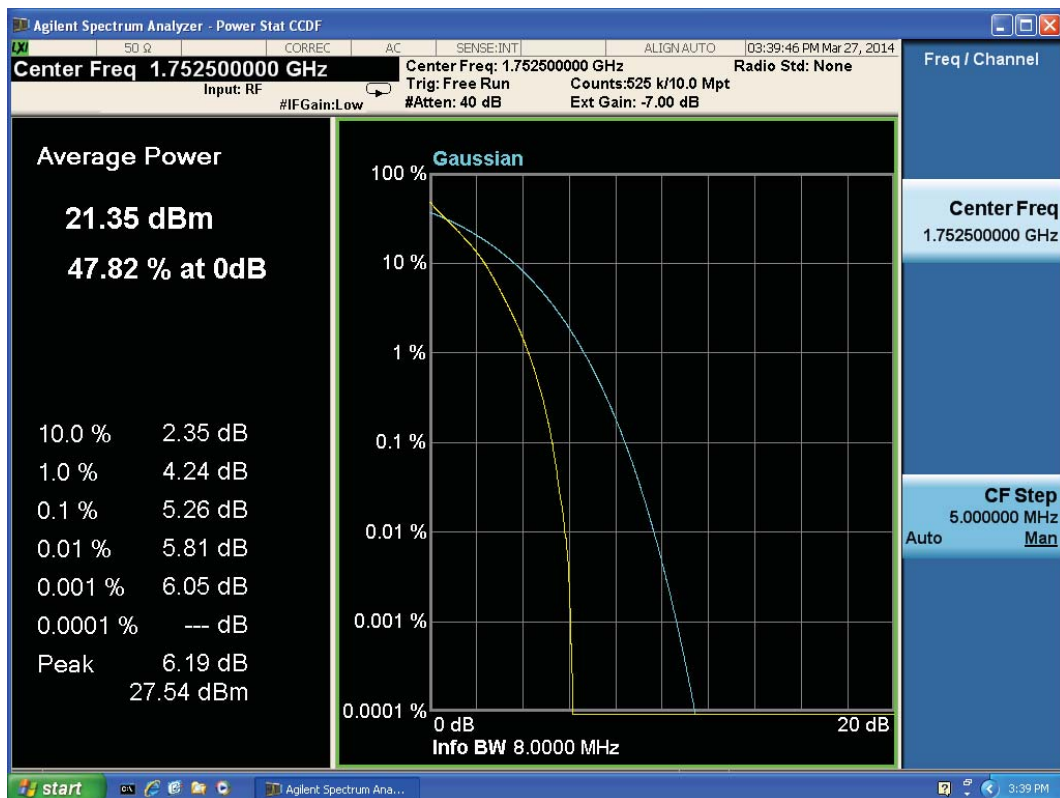 Agilent Spectrum Analyzer - Power Stat CCDF
LXI 50 Ω CORREC AC SENSE:INT ALIGN AUTO 03:39:46 PM Mar 27, 2014
Center Freq 1.752500000 GHz
Input: RF
#IFGain:Low
Center Freq: 1.752500000 GHz Radio Std: None
Trig: Free Run Counts:525 k/10.0 Mpt
#Atten: 40 dB Ext Gain: -7.00 dB
Average Power
21.35 dBm
47.82 % at 0dB
10.0 % 2.35 dB
1.0 % 4.24 dB
0.1 % 5.26 dB
0.01 % 5.81 dB
0.001 % 6.05 dB
0.0001 % --- dB
Peak 6.19 dB
27.54 dBm
Gaussian
100 %
10 %
1 %
0.1 %
0.01 %
0.001 %
0.0001 %
0 dB 20 dB
Info BW 8.0000 MHz
Freq / Channel
Center Freq
1.752500000 GHz
CF Step
5.000000 MHz
Auto Man
start Agilent Spectrum Ana... 3:39 PM